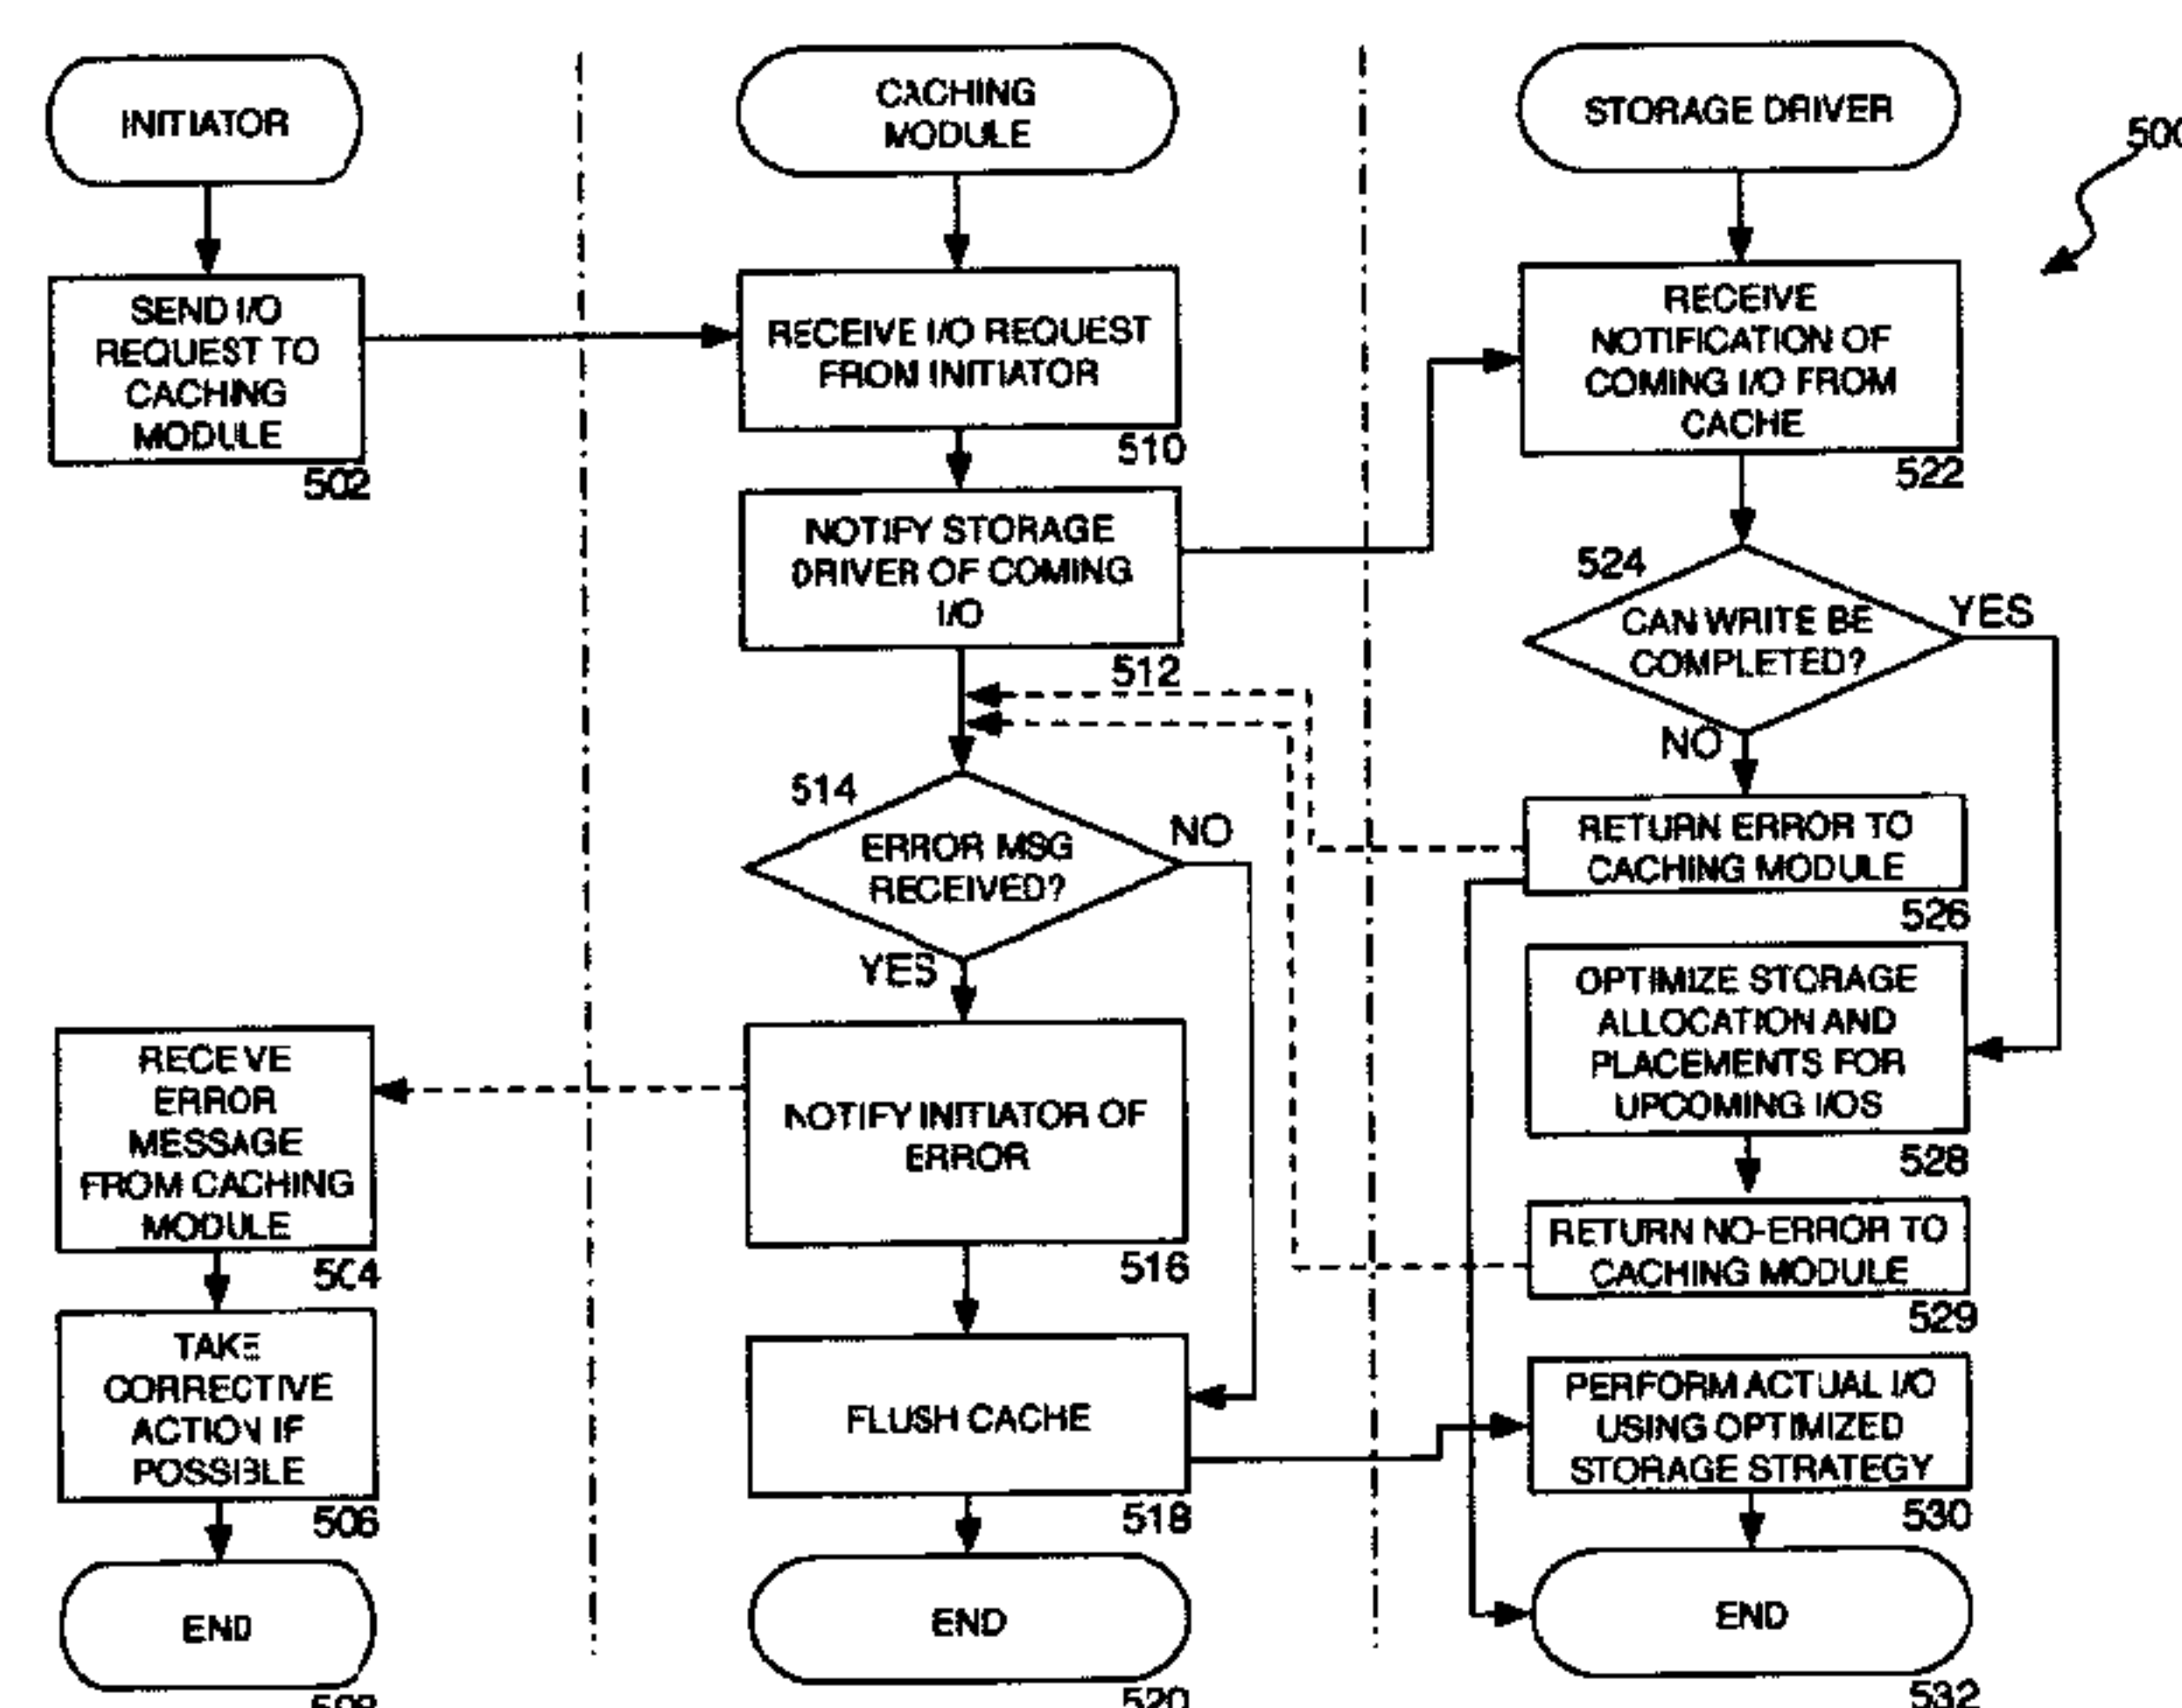 INITIATOR
SEND I/O
REQUEST TO
CACHING
MODULE
502
RECEIVE
ERROR
MESSAGE
FROM CACHING
MODULE
504
TAKE
CORRECTIVE
ACTION IF
POSSIBLE
506
END
508
CACHING
MODULE
RECEIVE I/O REQUEST
FROM INITIATOR
510
NOTIFY STORAGE
DRIVER OF COMING
I/O
512
514
ERROR MSG
RECEIVED?
NO
YES
NOTIFY INITIATOR OF
ERROR
516
FLUSH CACHE
518
END
520
STORAGE DRIVER
500
RECEIVE
NOTIFICATION OF
COMING I/O FROM
CACHE
522
524
CAN WRITE BE
COMPLETED?
YES
NO
RETURN ERROR TO
CACHING MODULE
526
OPTIMIZE STORAGE
ALLOCATION AND
PLACEMENTS FOR
UPCOMING I/OS
528
RETURN NO-ERROR TO
CACHING MODULE
529
PERFORM ACTUAL I/O
USING OPTIMIZED
STORAGE STRATEGY
530
END
532